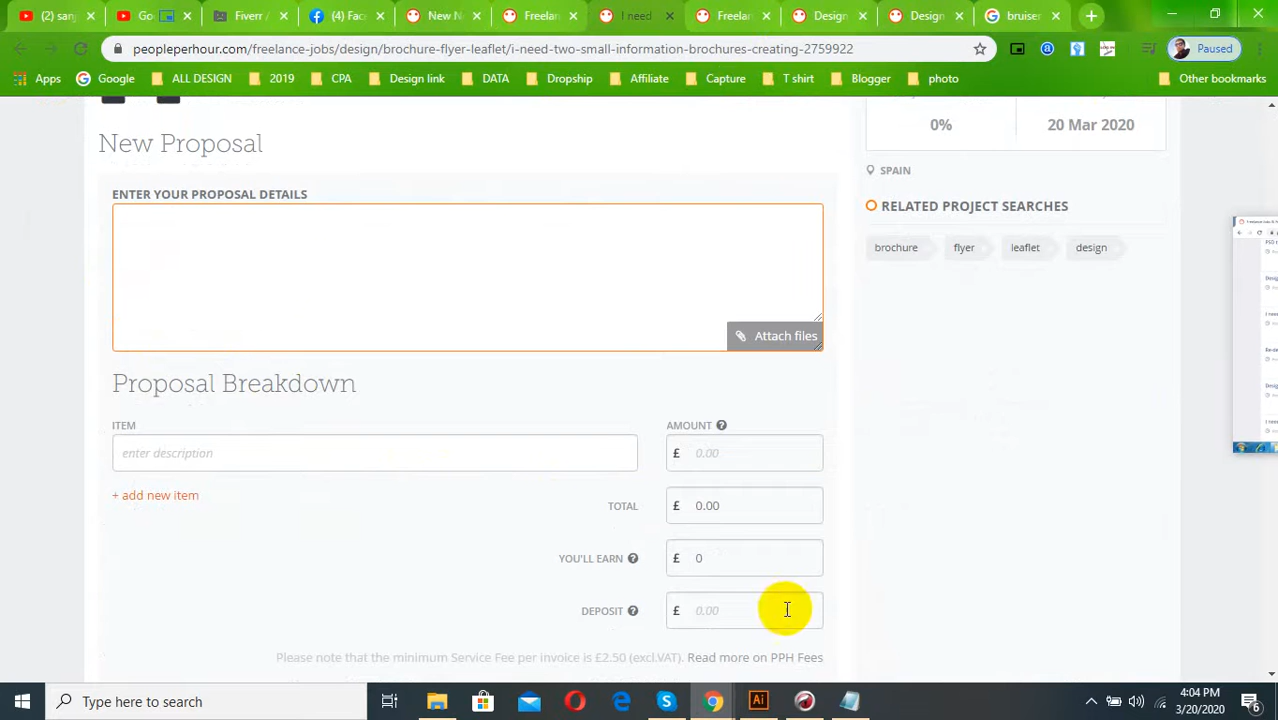 (2) sanj
Go
Fiverr /
(4) Face
New N
Freelan
I need
Freelan
Design
Design
bruiser
peopleperhour.com/freelance-jobs/design/brochure-flyer-leaflet/i-need-two-small-information-brochures-creating-2759922
Paused
Apps Google ALL DESIGN 2019 CPA Design link DATA Dropship Affiliate Capture T shirt Blogger photo Other bookmarks
0% 20 Mar 2020
New Proposal
SPAIN
ENTER YOUR PROPOSAL DETAILS
RELATED PROJECT SEARCHES
brochure flyer leaflet design
Attach files
Proposal Breakdown
ITEM AMOUNT
enter description £ 0.00
+ add new item
TOTAL £ 0.00
YOU'LL EARN £ 0
DEPOSIT £ 0.00
Please note that the minimum Service Fee per invoice is £2.50 (excl.VAT). Read more on PPH Fees
Type here to search
Ai
4:04 PM
3/20/2020
6